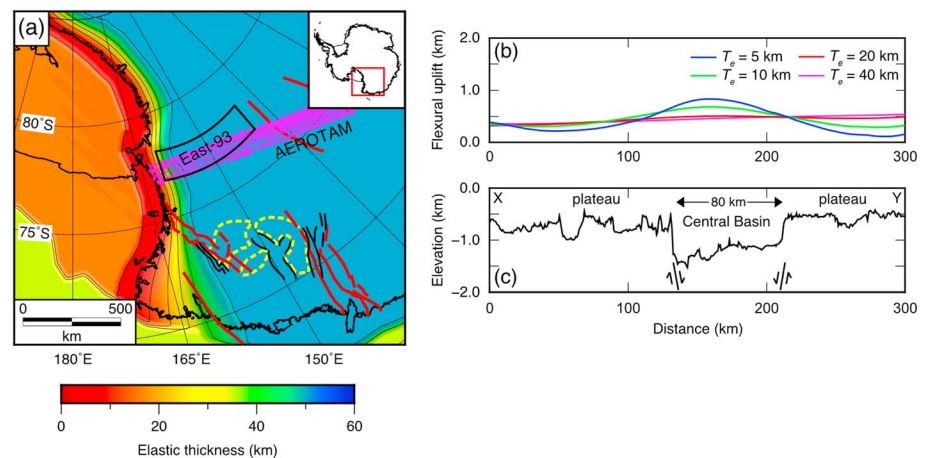 (a)
80°S
75°S
East-93
AEROTAM
0 500
km
180°E 165°E 150°E
0 20 40 60
Elastic thickness (km)
(b)
Flexural uplift (km)
2.0
1.0
0.0
Te = 5 km Te = 20 km
Te = 10 km Te = 40 km
0 100 200 300
(c)
Elevation (km)
0.0
−1.0
−2.0
X plateau 80 km plateau Y
Central Basin
0 100 200 300
Distance (km)